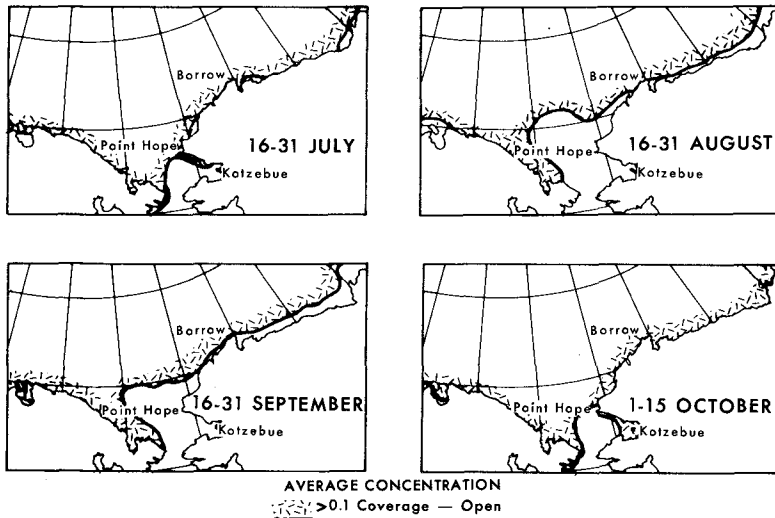 Borrow
Point Hope
16-31 JULY
Kotzebue
Borrow
Point Hope
16-31 AUGUST
Kotzebue
Borrow
Point Hope
16-31 SEPTEMBER
Kotzebue
Borrow
Point Hope
1-15 OCTOBER
Kotzebue
AVERAGE CONCENTRATION
>0.1 Coverage — Open